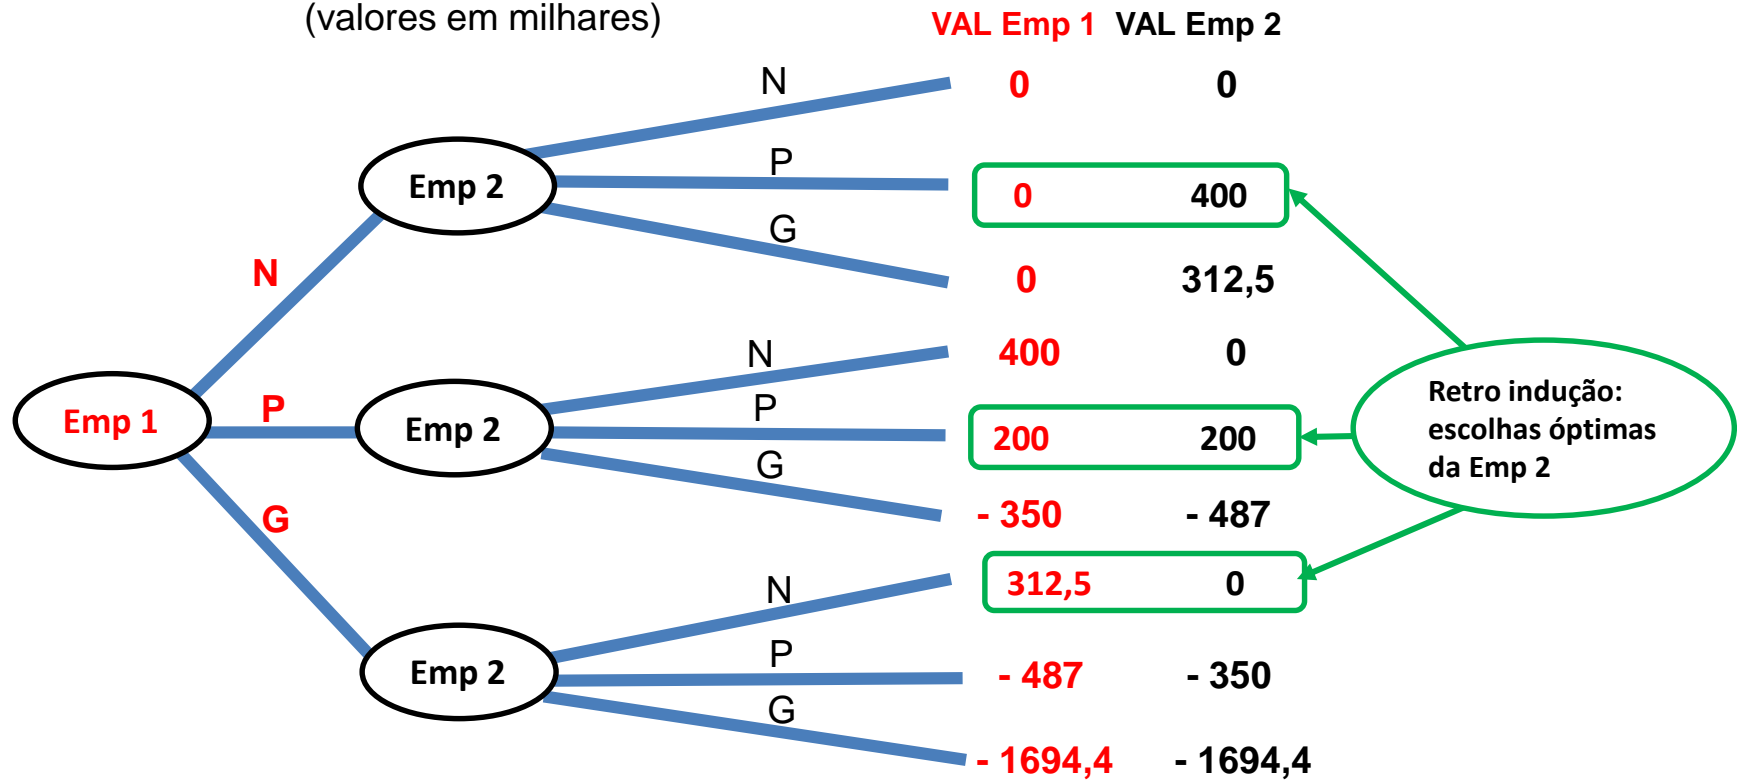 (valores em milhares)
VAL Emp 1 VAL Emp 2
N
0 0
P
Emp 2
0 400
G
N
0 312,5
N
400 0
Retro indução:
escolhas óptimas
da Emp 2
P
P
Emp 1
Emp 2
200 200
G
G
- 350 - 487
N
312,5 0
P
Emp 2
- 487 - 350
G
- 1694,4 - 1694,4